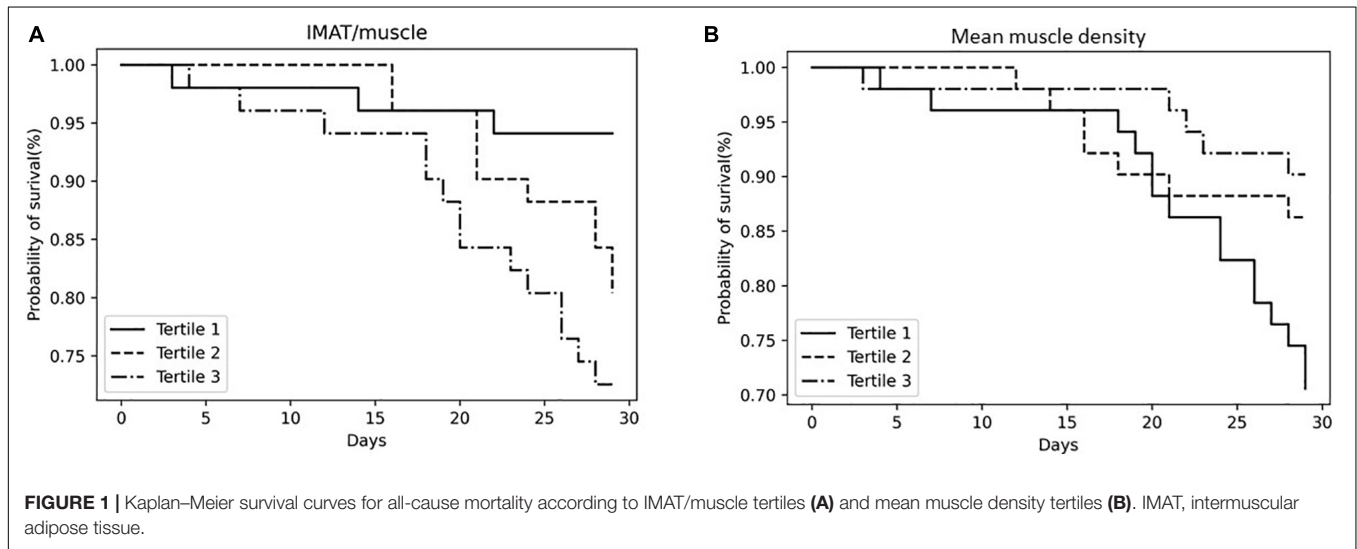 A
IMAT/muscle
1.00
0.95
0.90
0.85
0.80
0.75
Probability of surival(%)
Tertile 1
Tertile 2
Tertile 3
0 5 10 15 20 25 30
Days
B
Mean muscle density
1.00
0.95
0.90
0.85
0.80
0.75
0.70
Probability of surival(%)
Tertile 1
Tertile 2
Tertile 3
0 5 10 15 20 25 30
Days
FIGURE 1 | Kaplan–Meier survival curves for all-cause mortality according to IMAT/muscle tertiles (A) and mean muscle density tertiles (B). IMAT, intermuscular
adipose tissue.